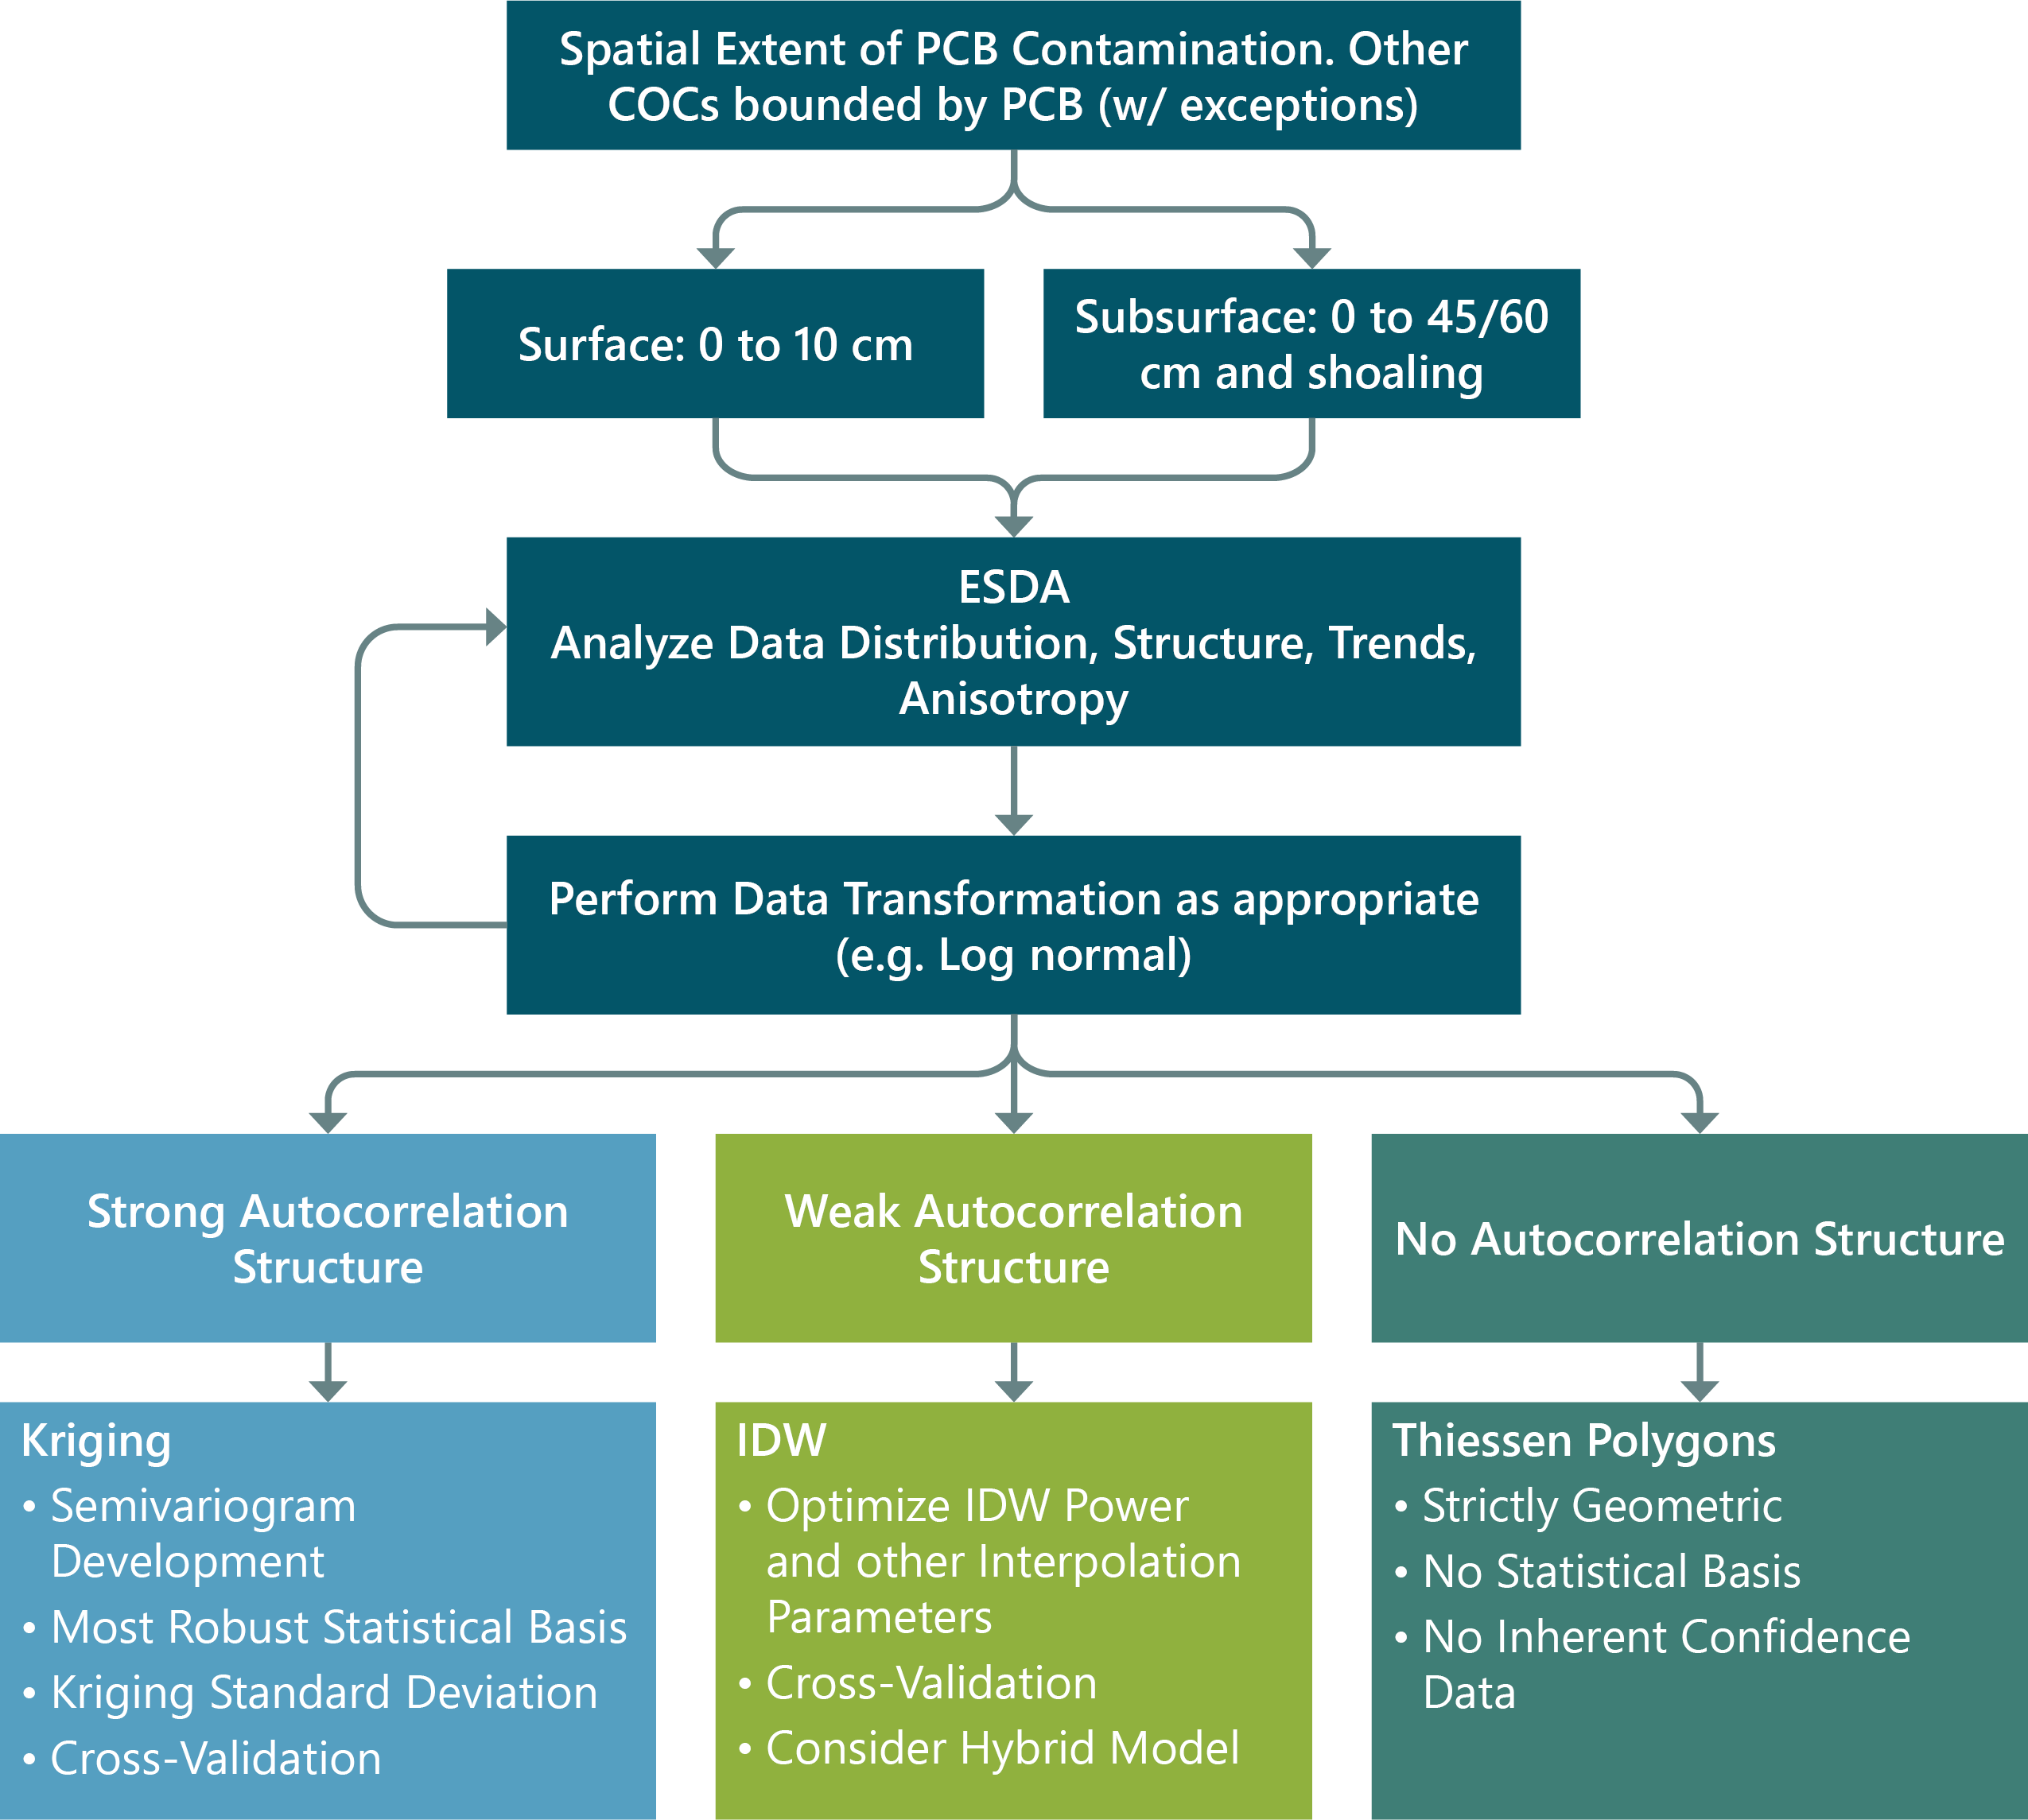 Spatial Extent of PCB Contamination. Other
COCs bounded by PCB (w/ exceptions)
Surface: 0 to 10 cm
Subsurface: 0 to 45/60
cm and shoaling
ESDA
Analyze Data Distribution, Structure, Trends,
Anisotropy
Perform Data Transformation as appropriate
(e.g. Log normal)
Strong Autocorrelation
Structure
Weak Autocorrelation
Structure
No Autocorrelation Structure
Kriging
• Semivariogram
Development
• Most Robust Statistical Basis
• Kriging Standard Deviation
• Cross-Validation
IDW
• Optimize IDW Power
and other Interpolation
Parameters
• Cross-Validation
• Consider Hybrid Model
Thiessen Polygons
• Strictly Geometric
• No Statistical Basis
• No Inherent Confidence
Data